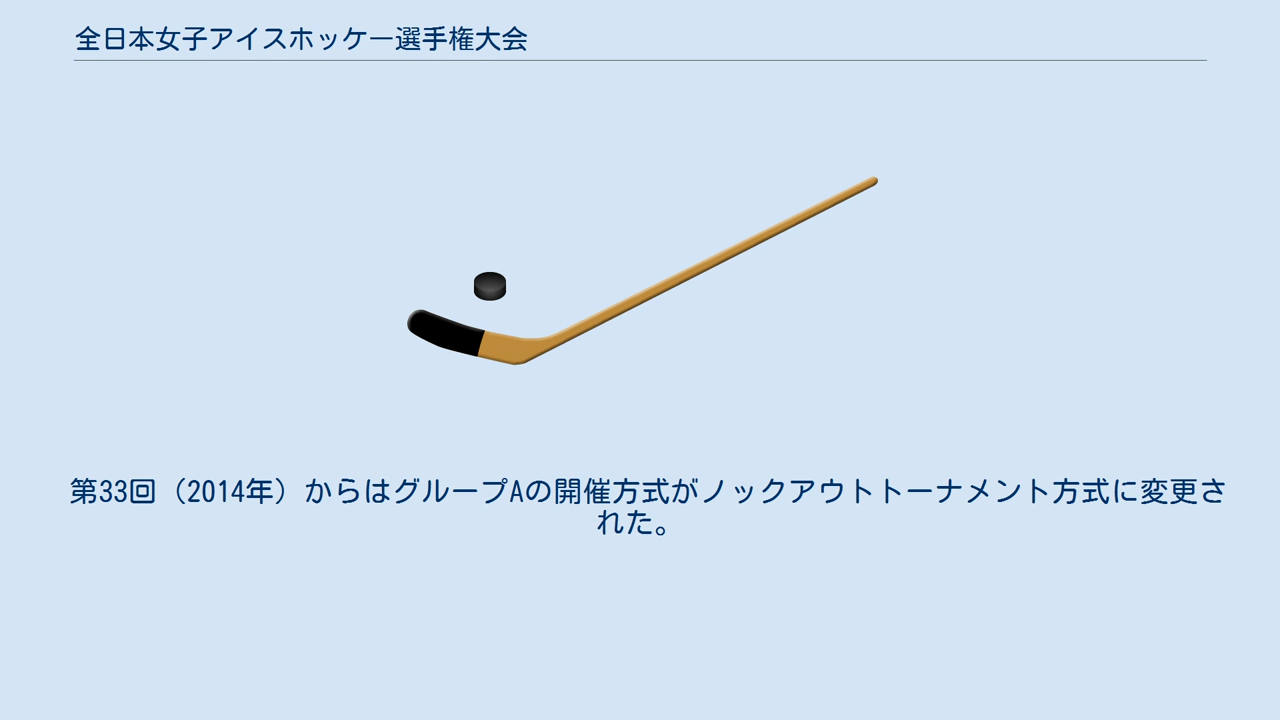 全日本女子アイスホッケー選手権大会
第33回（2014年）からはグループAの開催方式がノックアウトトーナメント方式に変更さ
れた。